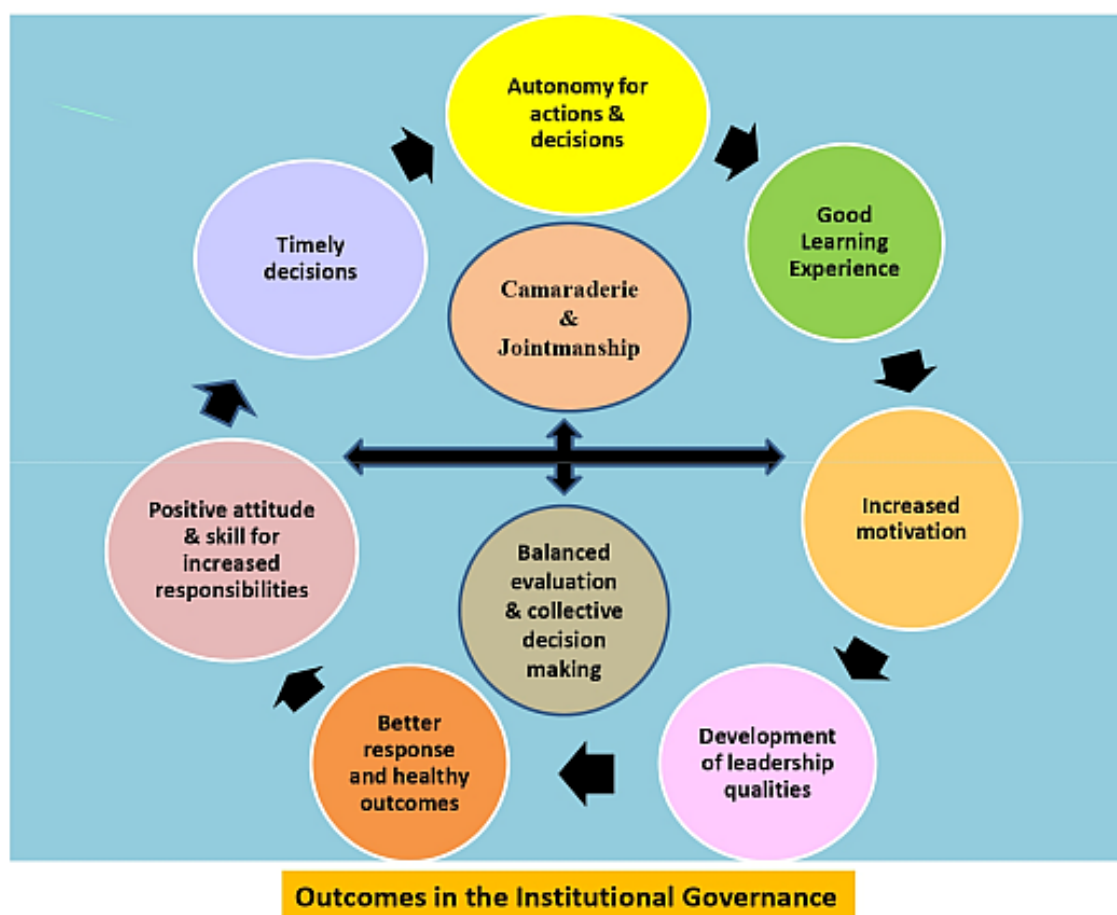 Autonomy for
actions &
decisions
Good
Learning
Experience
Increased
motivation
Development
of leadership
qualities
Better
response
and healthy
outcomes
Positive attitude
& skill for
increased
responsibilities
Timely
decisions
Camaraderie
&
Jointmanship
Balanced
evaluation
& collective
decision
making
Outcomes in the Institutional Governance